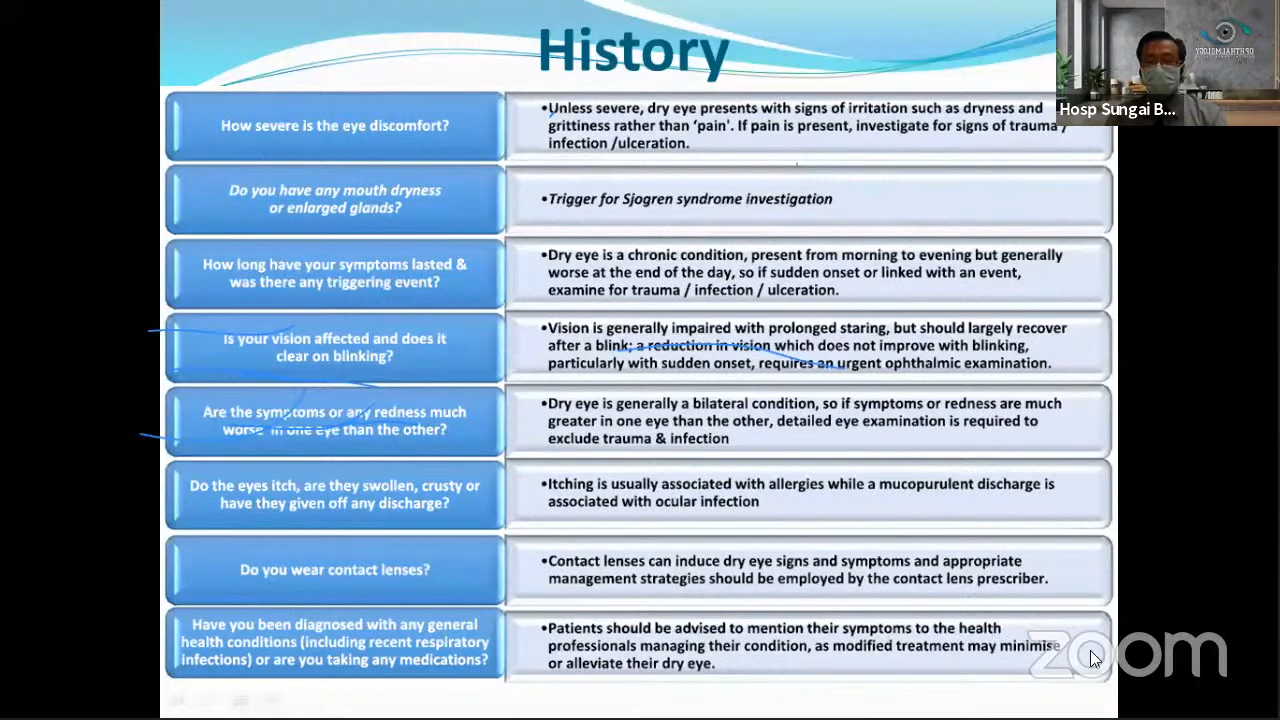 History
How severe is the eye discomfort?
•Unless severe, dry eye presents with signs of irritation such as dryness and
grittiness rather than ‘pain'. If pain is present, investigate for signs of trauma /
infection /ulceration.
Do you have any mouth dryness
or enlarged glands?
•Trigger for Sjogren syndrome investigation
How long have your symptoms lasted &
was there any triggering event?
•Dry eye is a chronic condition, present from morning to evening but generally
worse at the end of the day, so if sudden onset or linked with an event,
examine for trauma / infection / ulceration.
Is your vision affected and does it
clear on blinking?
•Vision is generally impaired with prolonged staring, but should largely recover
after a blink; a reduction in vision which does not improve with blinking,
particularly with sudden onset, requires an urgent ophthalmic examination.
Are the symptoms or any redness much
worse in one eye than the other?
•Dry eye is generally a bilateral condition, so if symptoms or redness are much
greater in one eye than the other, detailed eye examination is required to
exclude trauma & infection
Do the eyes itch, are they swollen, crusty or
have they given off any discharge?
•Itching is usually associated with allergies while a mucopurulent discharge is
associated with ocular infection
Do you wear contact lenses?
•Contact lenses can induce dry eye signs and symptoms and appropriate
management strategies should be employed by the contact lens prescriber.
Have you been diagnosed with any general
health conditions (including recent respiratory
infections) or are you taking any medications?
•Patients should be advised to mention their symptoms to the health
professionals managing their condition, as modified treatment may minimise
or alleviate their dry eye.
OPHTHALMOLOGY
Hosp Sungai B...
zoom